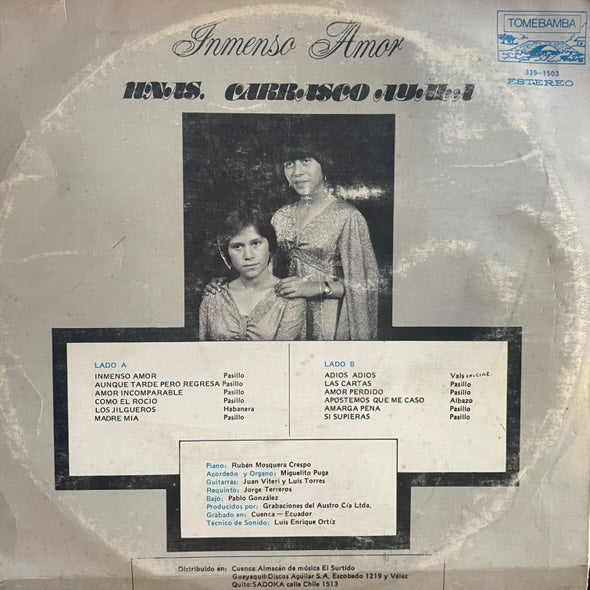 Inmenso Amor
TOMEBAMBA
339-1503
ESTEREO
HNAS. CARRASCO
LADO A
INMENSO AMOR Pasillo
AUNQUE TARDE PERO REGRESA Pasillo
AMOR INCOMPARABLE Pasillo
COMO EL ROCIO Pasillo
LOS JILGUEROS Habanera
MADRE MIA Pasillo
LADO B
ADIOS ADIOS Vals
LAS CARTAS Pasillo
AMOR PERDIDO Pasillo
APOSTEMOS QUE ME CASO Albazo
AMARGA PENA Pasillo
SI SUPIERAS Pasillo
Piano: Rubén Mosquera Crespo
Acordeón y Organo: Miguelito Puga
Guitarras: Juan Viteri y Luis Torres
Requinto: Jorge Terreros
Bajo: Pablo González
Producidos por: Grabaciones del Austro Cía Ltda.
Grabado en: Cuenca — Ecuador
Técnico de Sonido: Luis Enrique Ortíz
Distribuido en: Cuenca: Almacén de música El Surtido
Guayaquil: Discos Aguilar S.A. Escobedo 1219 y Vélez
Quito: SADOKA calle Chile 1513